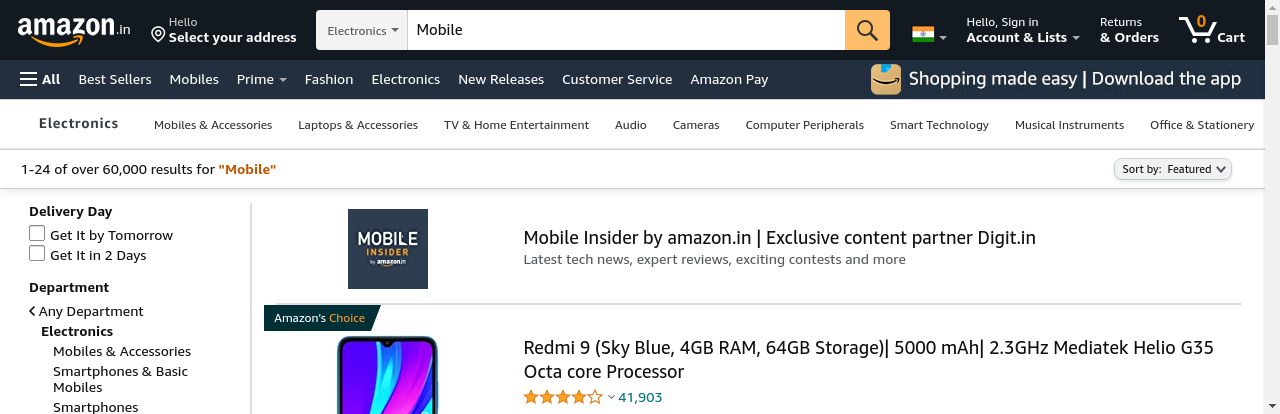 amazon.in
Hello
Select your address
Electronics
Mobile
Hello, Sign in
Account & Lists
Returns
& Orders
0
Cart
All
Best Sellers
Mobiles
Prime
Fashion
Electronics
New Releases
Customer Service
Amazon Pay
Shopping made easy | Download the app
Electronics
Mobiles & Accessories
Laptops & Accessories
TV & Home Entertainment
Audio
Cameras
Computer Peripherals
Smart Technology
Musical Instruments
Office & Stationery
1-24 of over 60,000 results for "Mobile"
Sort by: Featured
Delivery Day
Get It by Tomorrow
Get It in 2 Days
Department
Any Department
Electronics
Mobiles & Accessories
Smartphones & Basic
Mobiles
Smartphones
MOBILE
INSIDER
by amazon.in
Mobile Insider by amazon.in | Exclusive content partner Digit.in
Latest tech news, expert reviews, exciting contests and more
Amazon's Choice
Redmi 9 (Sky Blue, 4GB RAM, 64GB Storage)| 5000 mAh| 2.3GHz Mediatek Helio G35
Octa core Processor
41,903